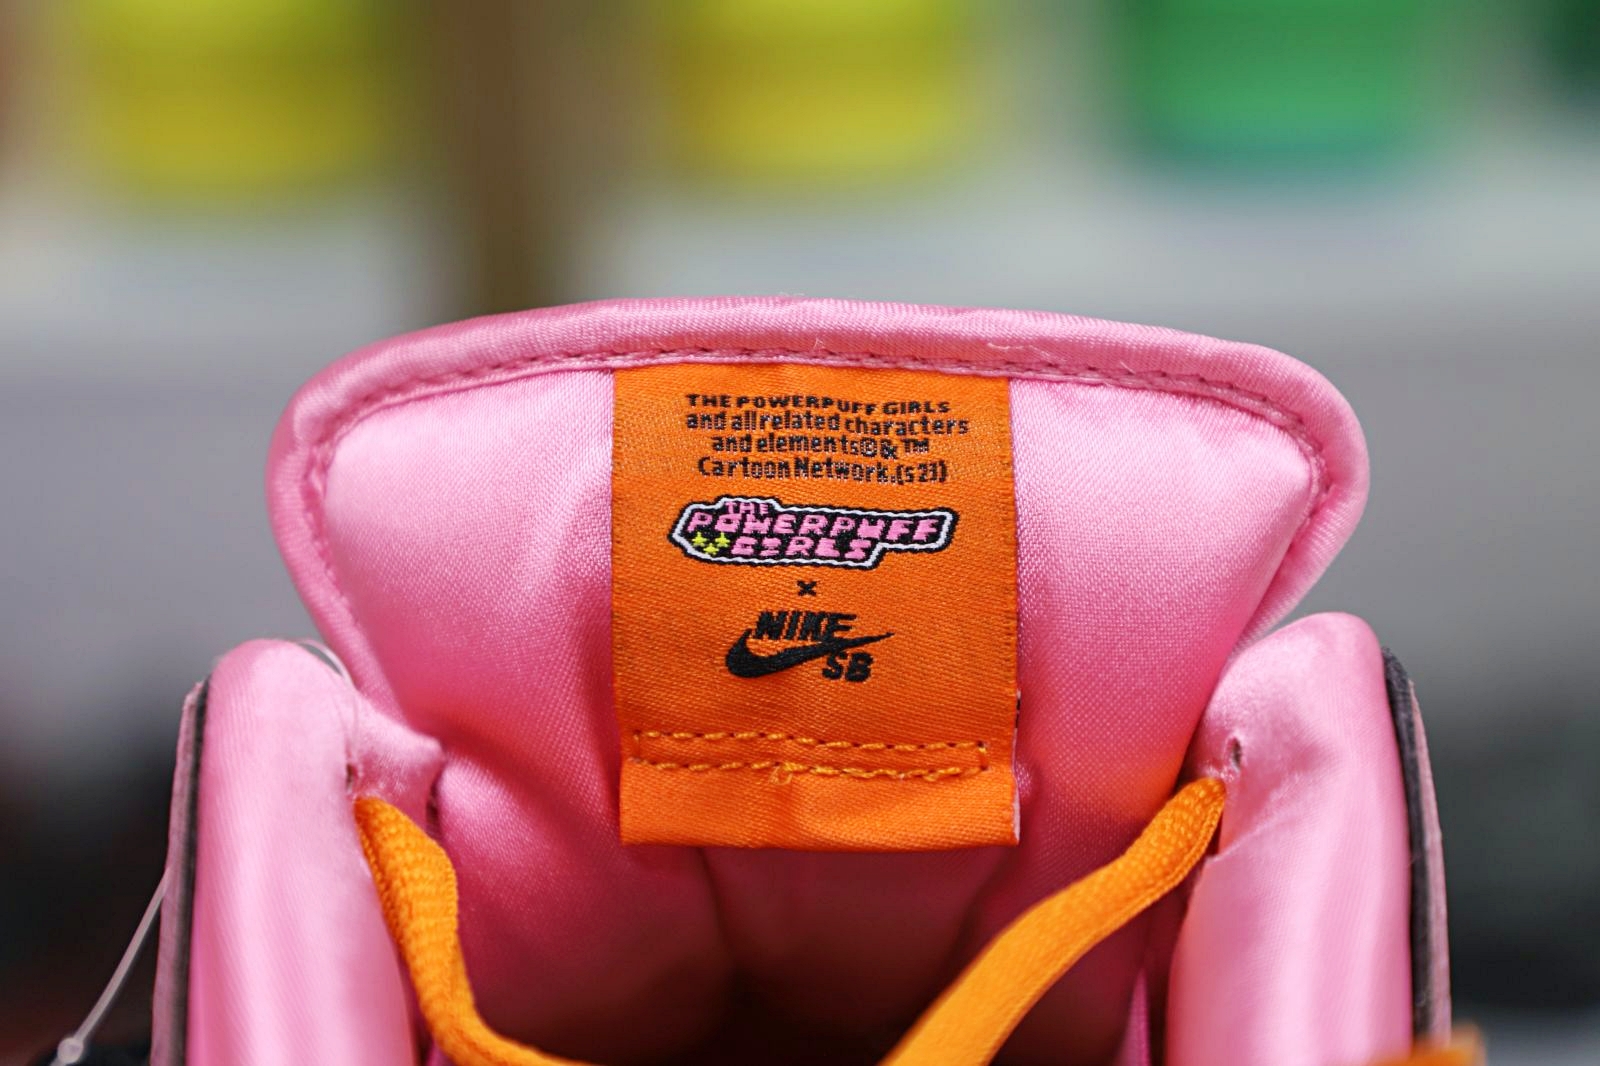 THE POWERPUFF GIRLS
and all related characters
and elements©&™
Cartoon Network.(s21)
THE
POWERPUFF
GIRLS
x
NIKE
SB